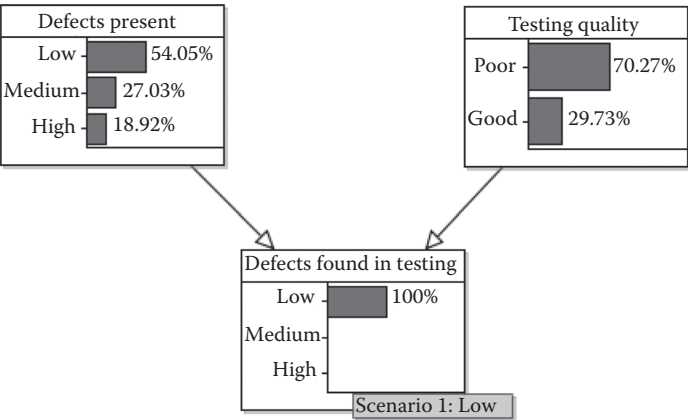 Defects present
Low 54.05%
Medium 27.03%
High 18.92%
Testing quality
Poor 70.27%
Good 29.73%
Defects found in testing
Low 100%
Medium
High
Scenario 1: Low